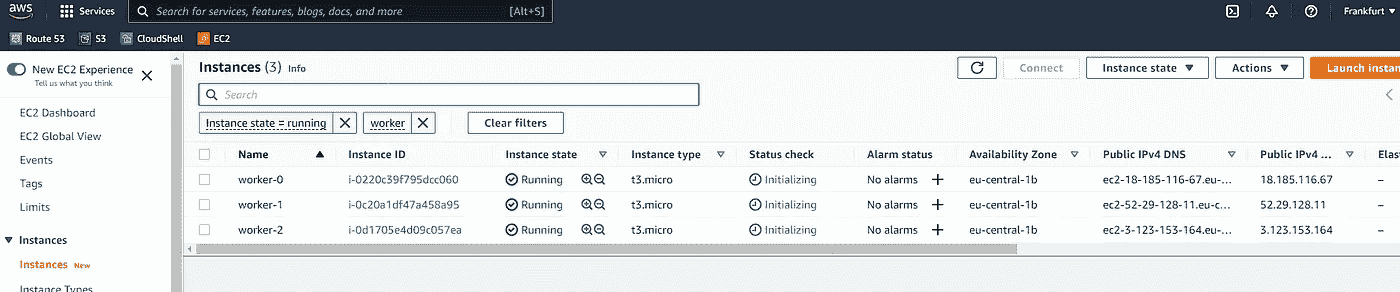 aws Services Search for services, features, blogs, docs, and more [Alt+S] Frankfurt
Route 53 S3 CloudShell EC2
New EC2 Experience
Tell us what you think
EC2 Dashboard
EC2 Global View
Events
Tags
Limits
Instances
Instances New
Instance Types
Instances (3) Info
Connect Instance state Actions Launch instan
Search
Instance state = running worker Clear filters
Name Instance ID Instance state Instance type Status check Alarm status Availability Zone Public IPv4 DNS Public IPv4 ... Elas
worker-0 i-0220c39f795dcc060 Running t3.micro Initializing No alarms + eu-central-1b ec2-18-185-116-67.eu-... 18.185.116.67 –
worker-1 i-0c20a1df47a458a95 Running t3.micro Initializing No alarms + eu-central-1b ec2-52-29-128-11.eu-c... 52.29.128.11 –
worker-2 i-0d1705e4d09c057ea Running t3.micro Initializing No alarms + eu-central-1b ec2-3-123-153-164.eu-... 3.123.153.164 –